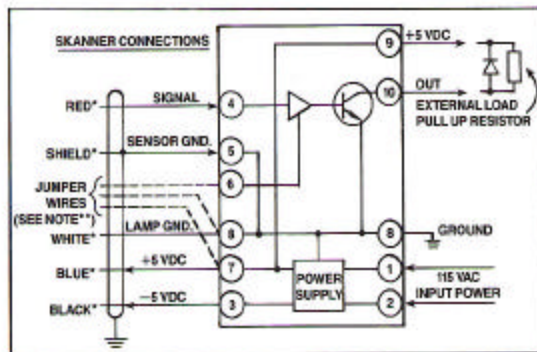 SKANNER CONNECTIONS
9
+5 VDC
RED*
SIGNAL
4
10
OUT
EXTERNAL LOAD
PULL UP RESISTOR
SHIELD*
SENSOR GND.
5
JUMPER
WIRES
(SEE NOTE**)
6
WHITE*
LAMP GND.
8
8
GROUND
BLUE*
+5 VDC
7
POWER
SUPPLY
1
115 VAC
INPUT POWER
BLACK*
-5 VDC
3
2